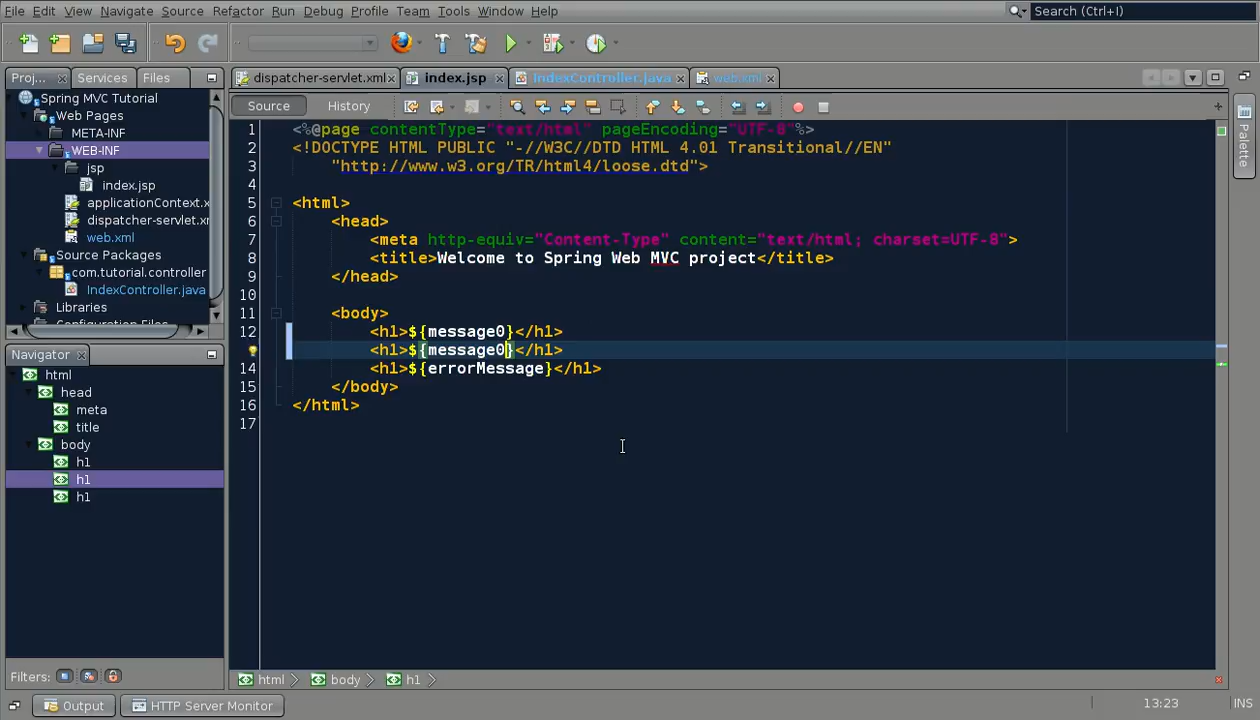 File Edit View Navigate Source Refactor Run Debug Profile Team Tools Window Help
Search (Ctrl+I)
Proj... Services Files
dispatcher-servlet.xml index.jsp IndexController.java web.xml
Source History
Spring MVC Tutorial
Web Pages
META-INF
WEB-INF
jsp
index.jsp
applicationContext.x
dispatcher-servlet.xr
web.xml
Source Packages
com.tutorial.controller
IndexController.java
Libraries
Configuration Files
Navigator
html
head
meta
title
body
h1
h1
h1
Filters:
1 <%@page contentType="text/html" pageEncoding="UTF-8"%>
2 <!DOCTYPE HTML PUBLIC "-//W3C//DTD HTML 4.01 Transitional//EN"
3 "http://www.w3.org/TR/html4/loose.dtd">
4
5 <html>
6 <head>
7 <meta http-equiv="Content-Type" content="text/html; charset=UTF-8">
8 <title>Welcome to Spring Web MVC project</title>
9 </head>
10
11 <body>
12 <h1>${message0}</h1>
<h1>${message0}</h1>
14 <h1>${errorMessage}</h1>
15 </body>
16 </html>
17
Palette
html body h1
Output HTTP Server Monitor
13:23 INS